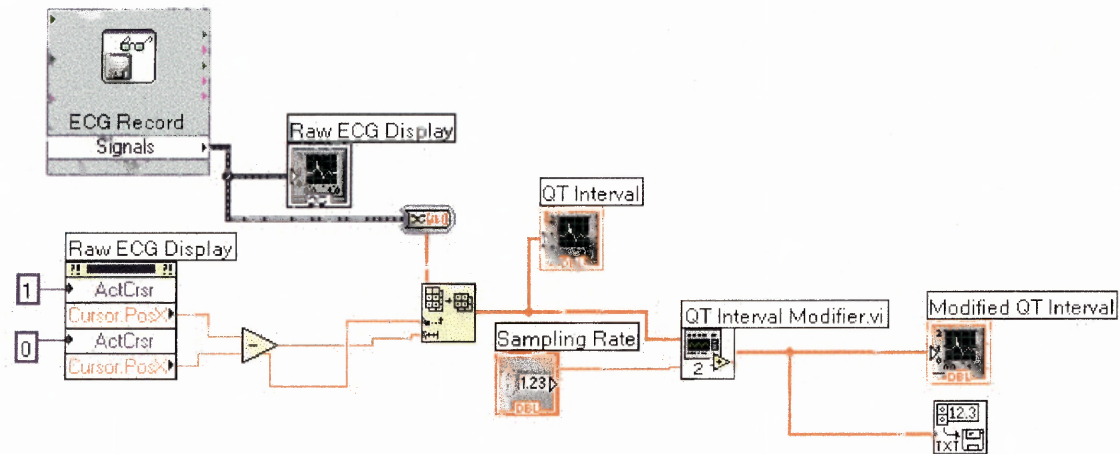 ECG Record
Signals
Raw ECG Display
QT Interval
Raw ECG Display
?! ?!
1
ActCrsr
Cursor.PosX
0
ActCrsr
Cursor.PosX
Sampling Rate
1.23
DBL
QT Interval Modifier.vi
2
Modified QT Interval
DBL
12.3
TXT